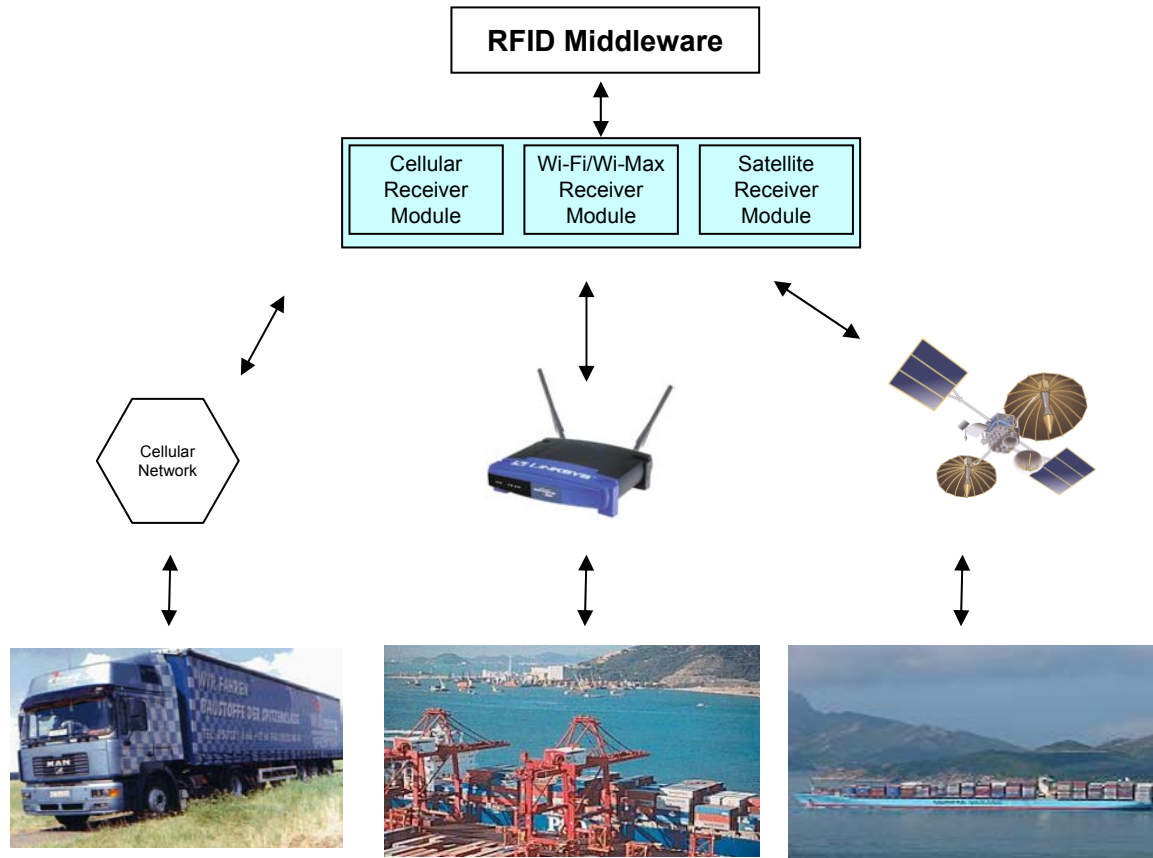 RFID Middleware
Cellular
Receiver
Module
Wi-Fi/Wi-Max
Receiver
Module
Satellite
Receiver
Module
Cellular
Network
LINKSYS
WIR FAHREN
BAUSTOFFE DER SPITZENKLASSE
MAN